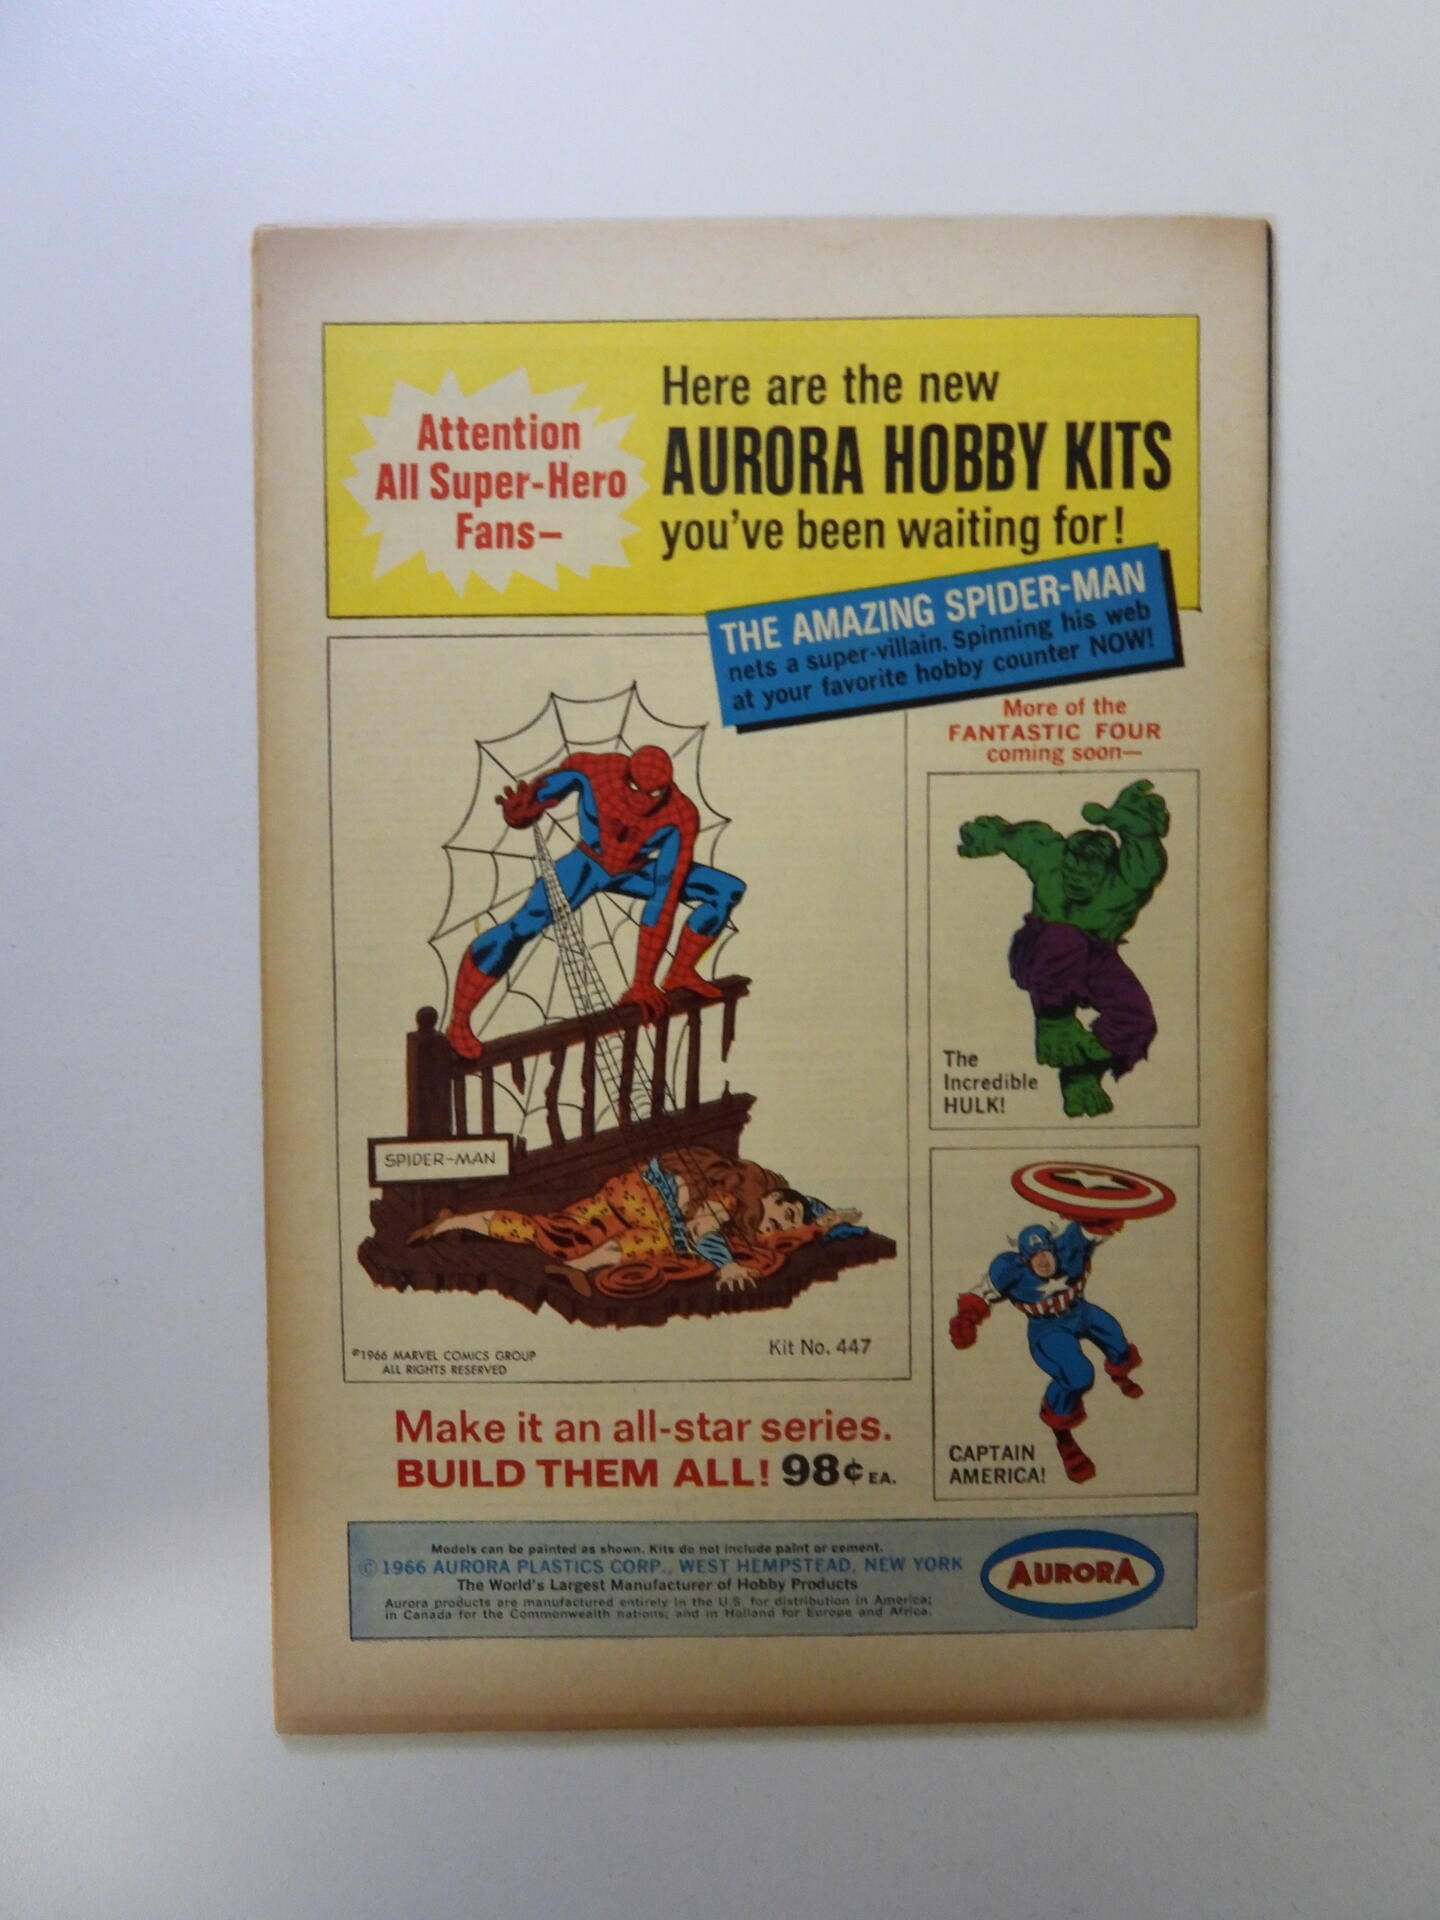 Attention
All Super-Hero
Fans—
Here are the new
AURORA HOBBY KITS
you've been waiting for!
THE AMAZING SPIDER-MAN
nets a super-villain. Spinning his web
at your favorite hobby counter NOW!
More of the
FANTASTIC FOUR
coming soon—
The
Incredible
HULK!
SPIDER-MAN
Kit No. 447
©1966 MARVEL COMICS GROUP
ALL RIGHTS RESERVED
CAPTAIN
AMERICA!
Make it an all-star series.
BUILD THEM ALL! 98¢ EA.
Models can be painted as shown. Kits do not include paint or cement.
© 1966 AURORA PLASTICS CORP., WEST HEMPSTEAD, NEW YORK
The World's Largest Manufacturer of Hobby Products
Aurora products are manufactured entirely in the U.S. for distribution in America;
in Canada for the Commonwealth nations; and in Holland for Europe and Africa.
AURORA